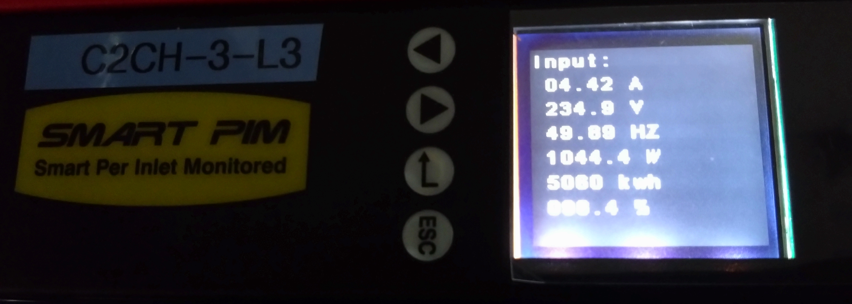 C2CH-3-L3
SMART PIM
Smart Per Inlet Monitored
ESC
Input:
04.42 A
234.9 V
49.89 HZ
1044.4 W
5060 kwh